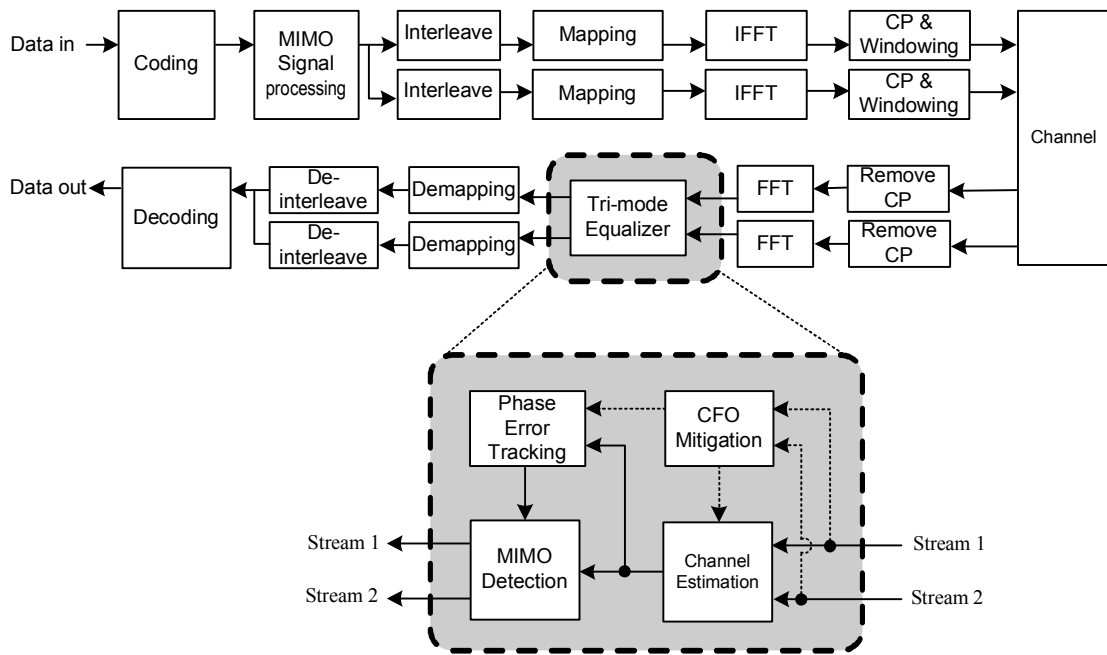 Data in
Coding
MIMO
Signal
processing
Interleave
Mapping
IFFT
CP &
Windowing
Interleave
Mapping
IFFT
CP &
Windowing
Channel
Data out
Decoding
De-
interleave
Demapping
Tri-mode
Equalizer
FFT
Remove
CP
De-
interleave
Demapping
FFT
Remove
CP
Phase
Error
Tracking
CFO
Mitigation
Stream 1
MIMO
Detection
Channel
Estimation
Stream 1
Stream 2
Stream 2